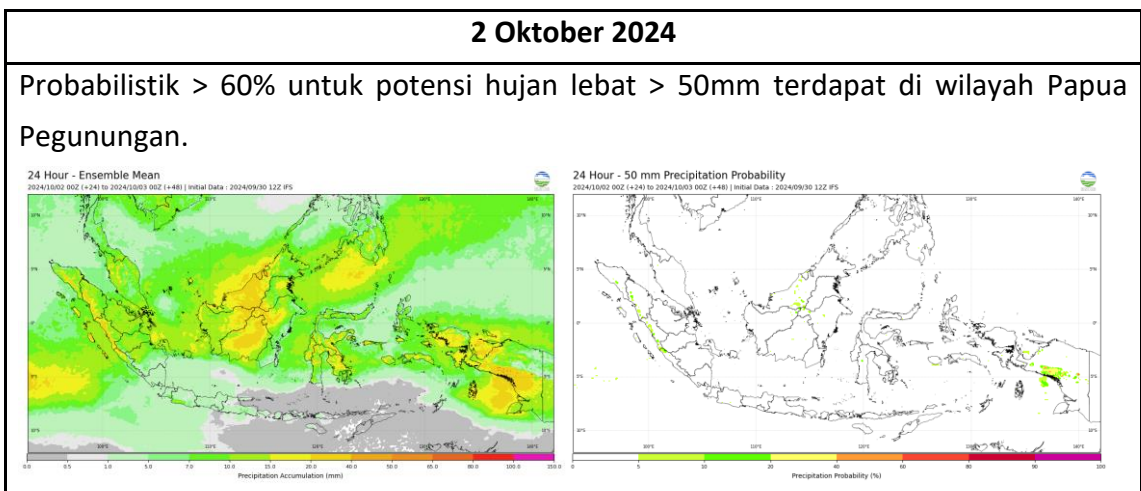 2 Oktober 2024
Probabilistik > 60% untuk potensi hujan lebat > 50mm terdapat di wilayah Papua
Pegunungan.
24 Hour - Ensemble Mean
2024/10/02 00Z (+24) to 2024/10/03 00Z (+48) | Initial Data : 2024/09/30 12Z IFS
0.0 0.5 1.0 5.0 7.0 10.0 15.0 20.0 40.0 50.0 65.0 80.0 100.0 150.0
Precipitation Accumulation (mm)
24 Hour - 50 mm Precipitation Probability
2024/10/02 00Z (+24) to 2024/10/03 00Z (+48) | Initial Data : 2024/09/30 12Z IFS
0 5 10 20 40 60 80 90 100
Precipitation Probability (%)